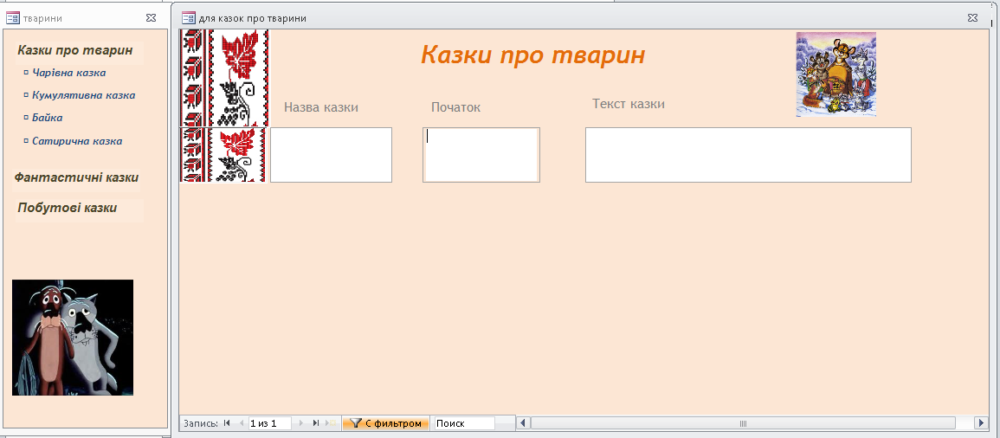 тварини
Казки про тварин
Чарівна казка
Кумулятивна казка
Байка
Сатирична казка
Фантастичні казки
Побутові казки
для казок про тварини
Казки про тварин
Назва казки
Початок
Текст казки
Запись:
1 из 1
С фильтром
Поиск